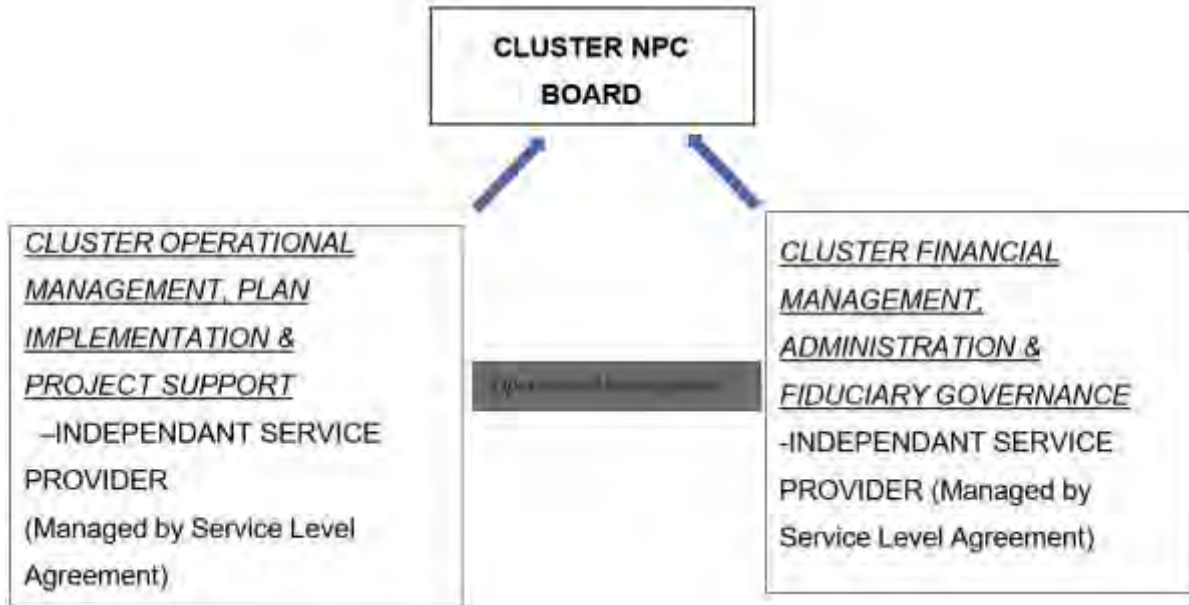 CLUSTER NPC
BOARD
CLUSTER OPERATIONAL
MANAGEMENT, PLAN
IMPLEMENTATION &
PROJECT SUPPORT
–INDEPENDANT SERVICE
PROVIDER
(Managed by Service Level
Agreement)
CLUSTER FINANCIAL
MANAGEMENT,
ADMINISTRATION &
FIDUCIARY GOVERNANCE
-INDEPENDANT SERVICE
PROVIDER (Managed by
Service Level Agreement)